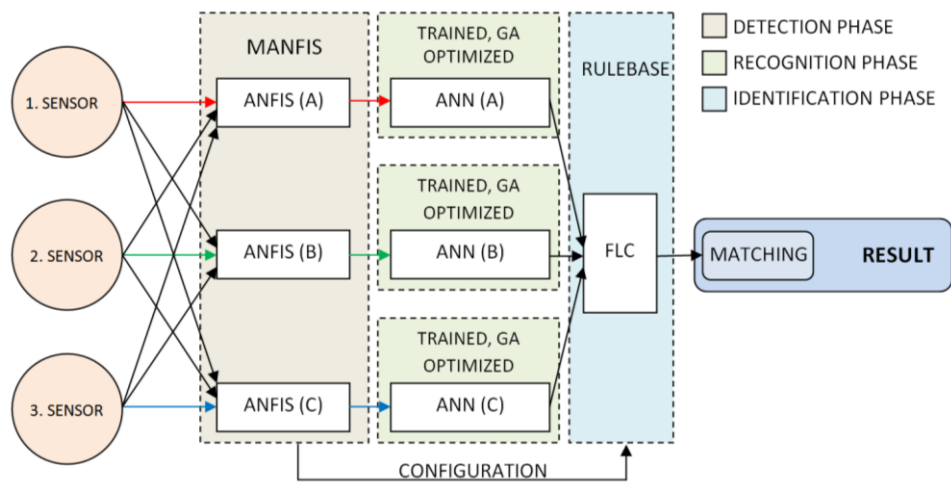 1. SENSOR
2. SENSOR
3. SENSOR
MANFIS
ANFIS (A)
ANFIS (B)
ANFIS (C)
TRAINED, GA
OPTIMIZED
ANN (A)
TRAINED, GA
OPTIMIZED
ANN (B)
TRAINED, GA
OPTIMIZED
ANN (C)
RULEBASE
FLC
MATCHING
RESULT
DETECTION PHASE
RECOGNITION PHASE
IDENTIFICATION PHASE
CONFIGURATION